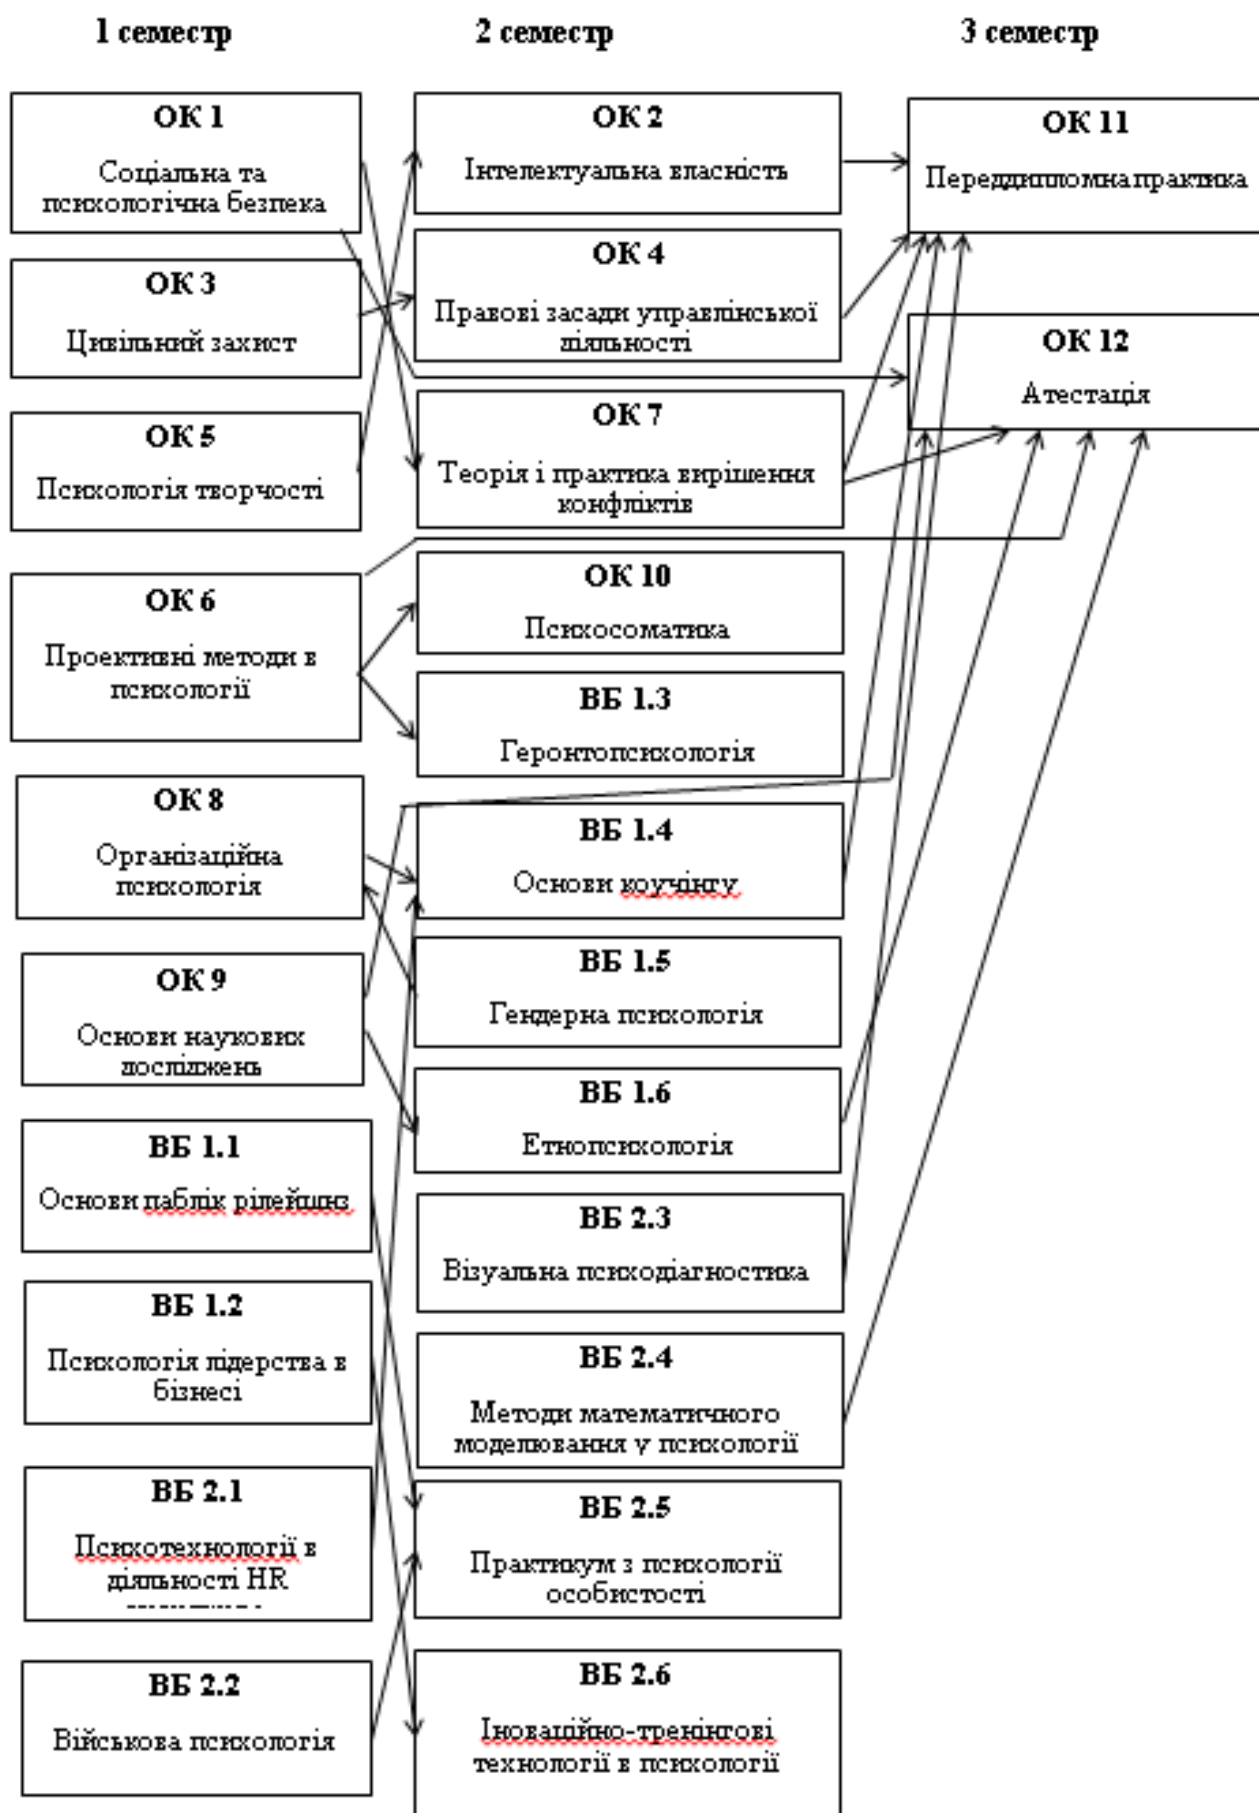 1 семестр
2 семестр
3 семестр
ОК 1
Соціальна та
психологічна безпека
ОК 3
Цивільний захист
ОК 5
Психологія творчості
ОК 6
Проективні методи в
психології
ОК 8
Організаційна
психологія
ОК 9
Основи наукових
досліджень
ВБ 1.1
Основи паблік рілейшнз
ВБ 1.2
Психологія лідерства в
бізнесі
ВБ 2.1
Психотехнології в
діяльності HR
ВБ 2.2
Військова психологія
ОК 2
Інтелектуальна власність
ОК 4
Правові засади управлінської
діяльності
ОК 7
Теорія і практика вирішення
конфліктів
ОК 10
Психосоматика
ВБ 1.3
Геронтопсихологія
ВБ 1.4
Основи коучінгу
ВБ 1.5
Гендерна психологія
ВБ 1.6
Етнопсихологія
ВБ 2.3
Візуальна психодіагностика
ВБ 2.4
Методи математичного
моделювання у психології
ВБ 2.5
Практикум з психології
особистості
ВБ 2.6
Іноваційно-тренінгові
технології в психології
ОК 11
Переддипломна практика
ОК 12
Атестація